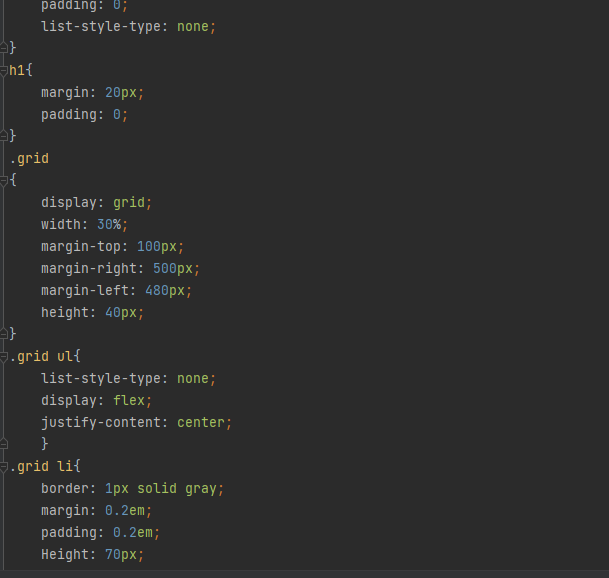 padding: 0;
list-style-type: none;
}
h1{
margin: 20px;
padding: 0;
}
.grid
{
display: grid;
width: 30%;
margin-top: 100px;
margin-right: 500px;
margin-left: 480px;
height: 40px;
}
.grid ul{
list-style-type: none;
display: flex;
justify-content: center;
}
.grid li{
border: 1px solid gray;
margin: 0.2em;
padding: 0.2em;
Height: 70px;